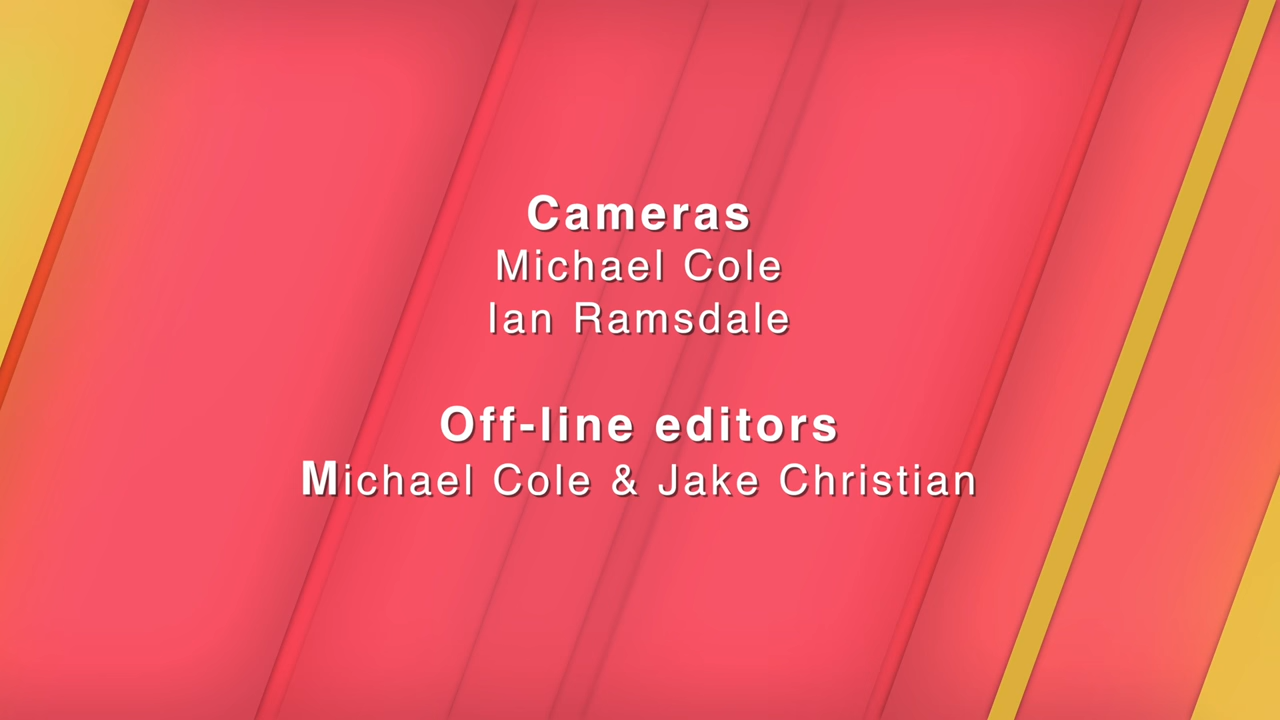 Cameras
Michael Cole
Ian Ramsdale
Off-line editors
Michael Cole & Jake Christian